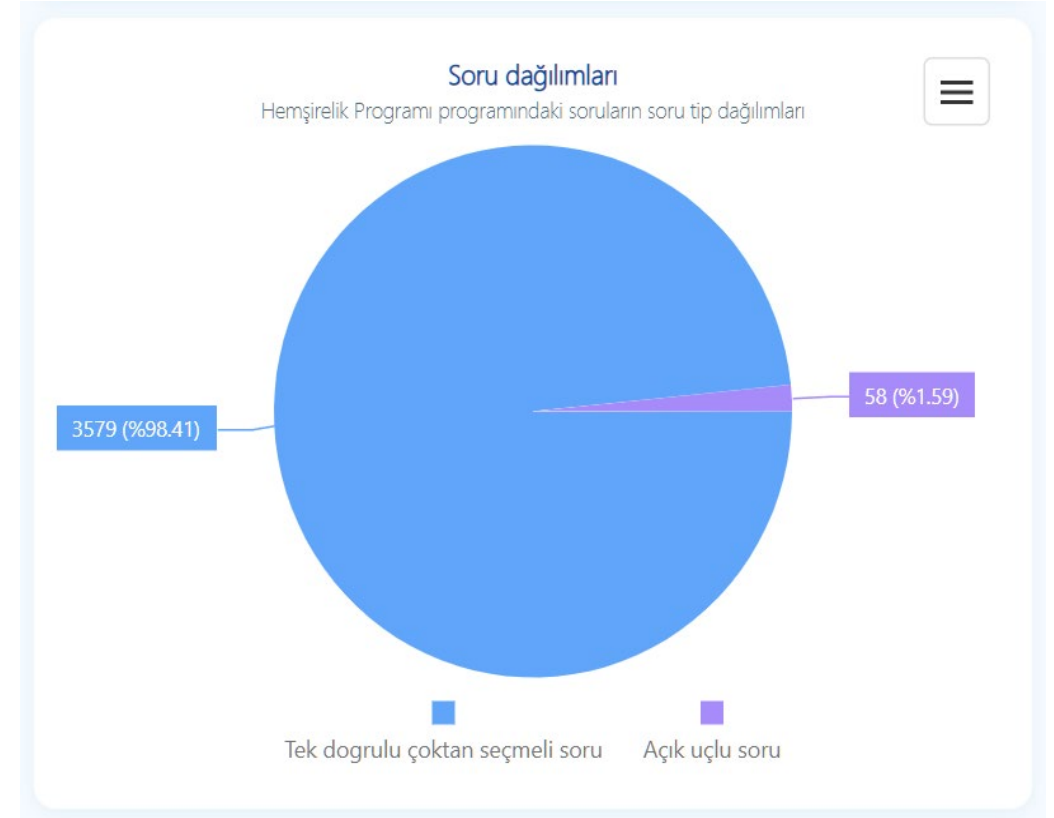 Soru dağılımları
Hemşirelik Programı programındaki soruların soru tip dağılımları
58 (%1.59)
3579 (%98.41)
Tek dogrulu çoktan seçmeli soru
Açık uçlu soru